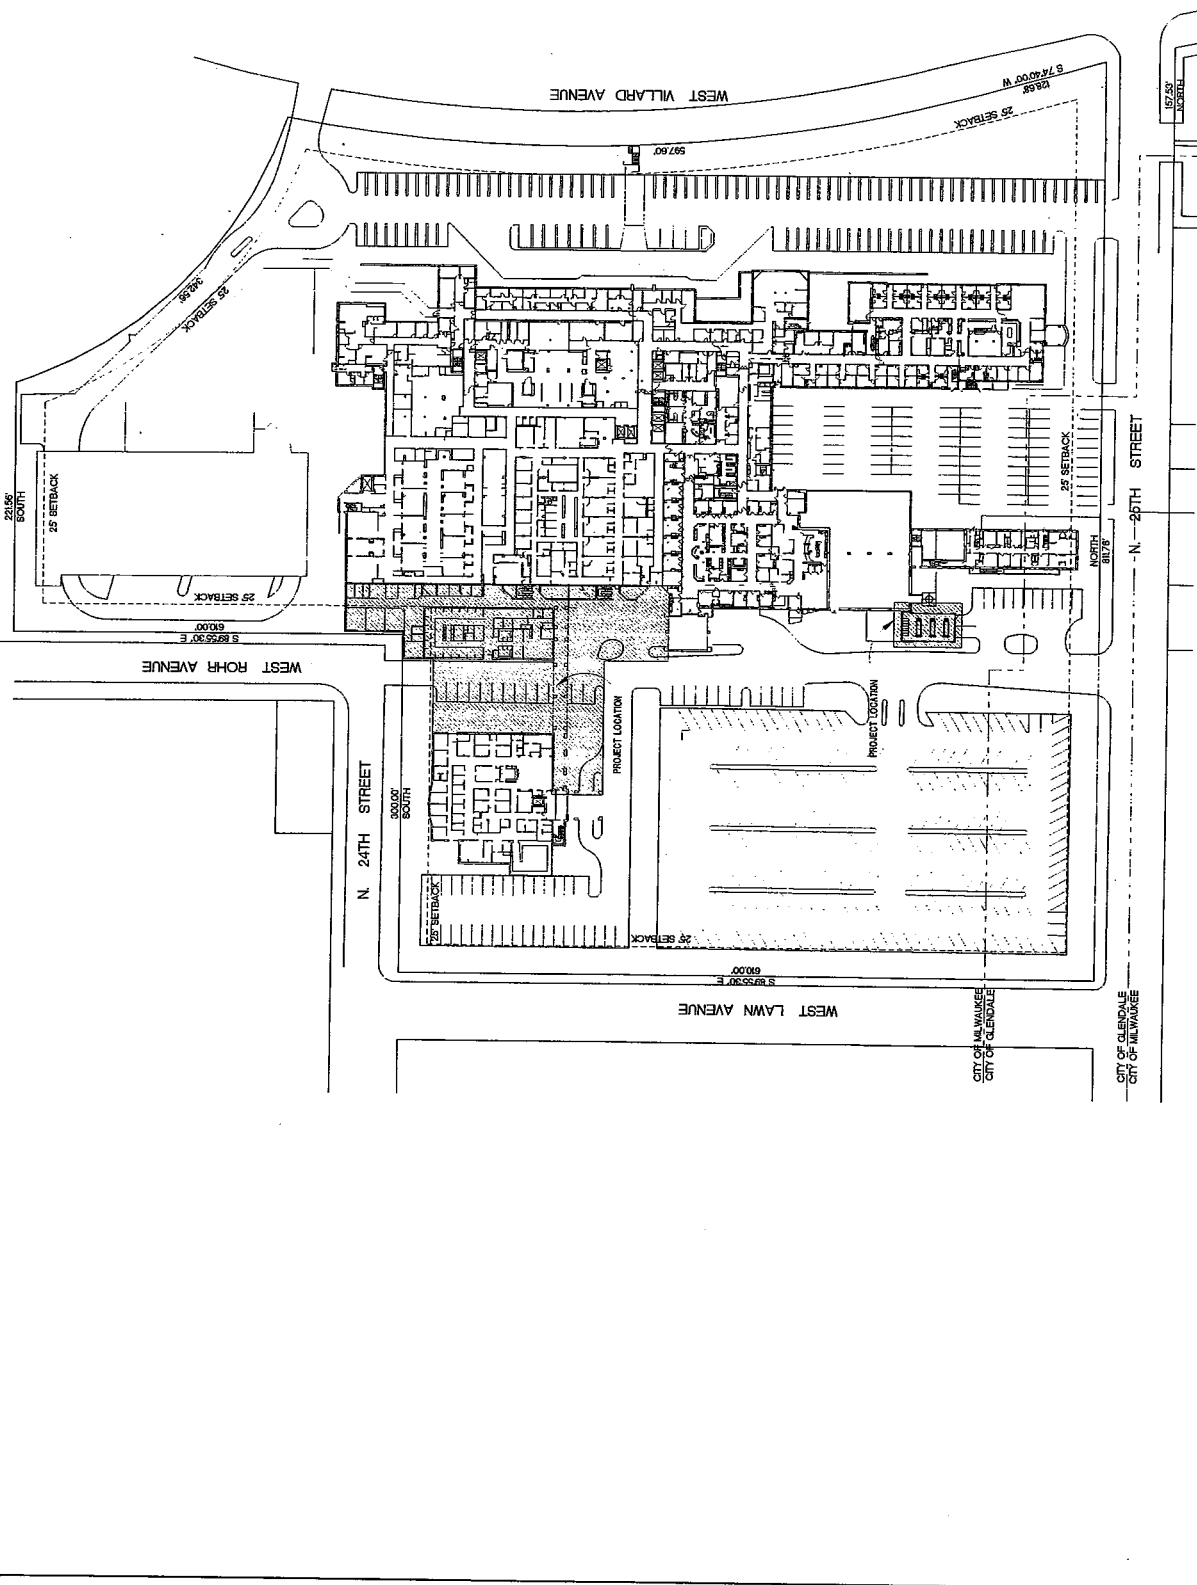 WEST VILLARD AVENUE
S 74°40'00" W
128.68'
25' SETBACK
597.60'
157.53'
NORTH
342.56'
25' SETBACK
221.56'
SOUTH
25' SETBACK
25' SETBACK
610.00'
S 89°55'30" E
WEST ROHR AVENUE
25' SETBACK
N. 25TH STREET
NORTH
811.76'
PROJECT LOCATION
PROJECT LOCATION
N. 24TH STREET
300.00'
SOUTH
25' SETBACK
25' SETBACK
610.00'
S 89°55'30" E
WEST LAWN AVENUE
CITY OF MILWAUKEE
CITY OF GLENDALE
CITY OF GLENDALE
CITY OF MILWAUKEE